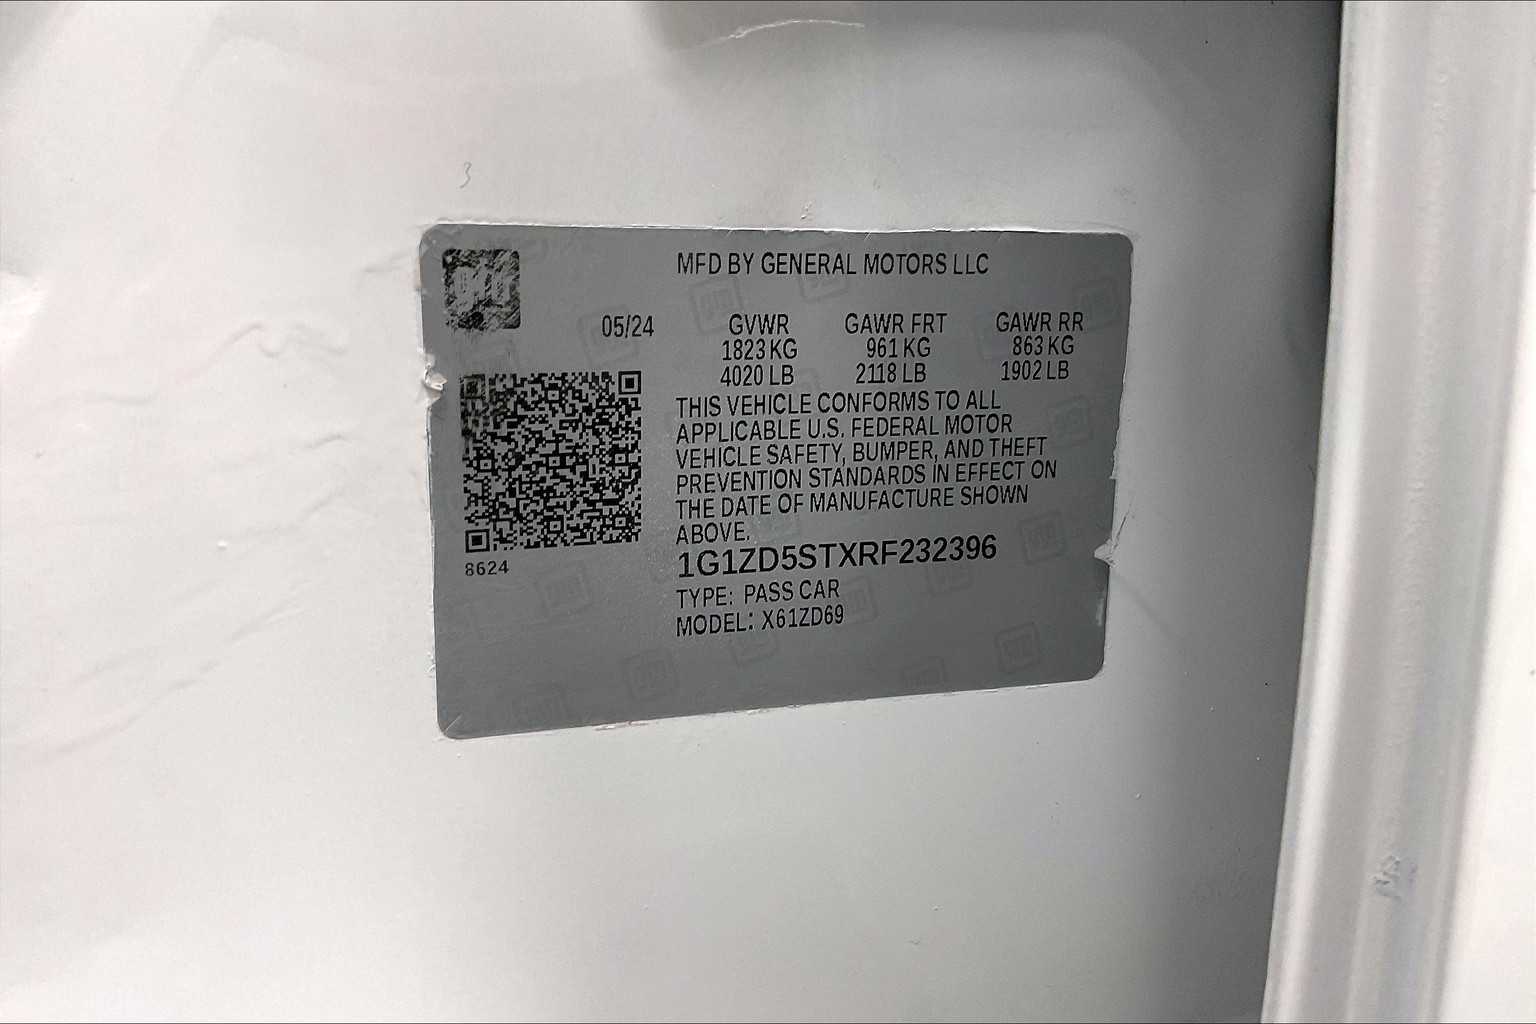 MFD BY GENERAL MOTORS LLC
05/24 GVWR GAWR FRT GAWR RR
1823 KG 961 KG 863 KG
4020 LB 2118 LB 1902 LB
THIS VEHICLE CONFORMS TO ALL
APPLICABLE U.S. FEDERAL MOTOR
VEHICLE SAFETY, BUMPER, AND THEFT
PREVENTION STANDARDS IN EFFECT ON
THE DATE OF MANUFACTURE SHOWN
ABOVE.
8624
1G1ZD5STXRF232396
TYPE: PASS CAR
MODEL: X61ZD69